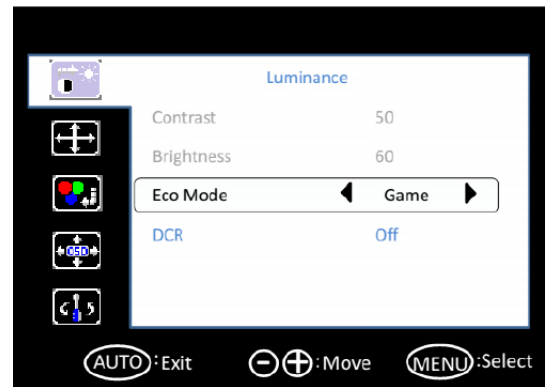 Luminance
Contrast 50
Brightness 60
Eco Mode Game
DCR Off
OSD
AUTO:Exit -+:Move MENU:Select